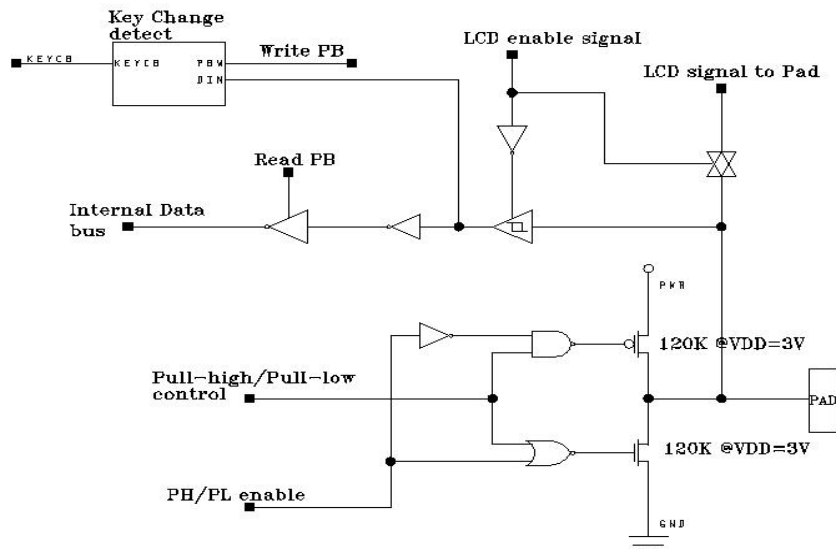 Key Change
detect
KEYCB
KEYCB
PBW
DIN
Write PB
LCD enable signal
LCD signal to Pad
Read PB
Internal Data
bus
PWR
120K @VDD=3V
Pull-high/Pull-low
control
PAD
120K @VDD=3V
PH/PL enable
GND